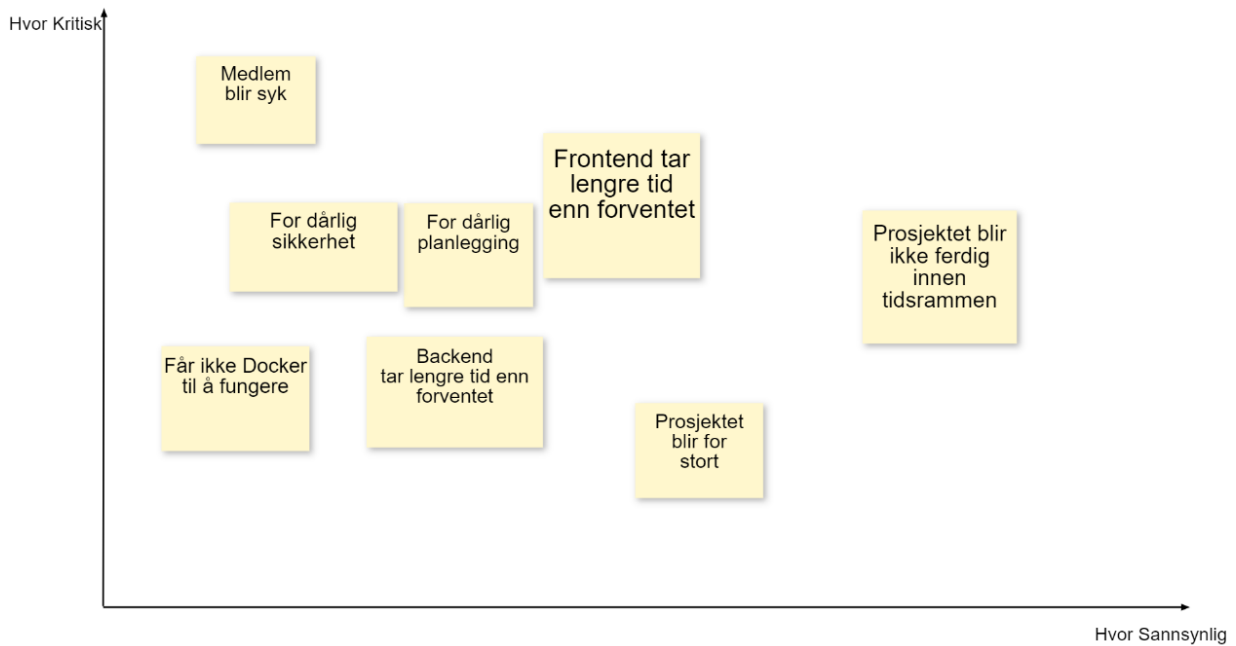 Hvor Kritisk
Medlem
blir syk
Frontend tar
lengre tid
enn forventet
For dårlig
sikkerhet
For dårlig
planlegging
Prosjektet blir
ikke ferdig
innen
tidsrammen
Får ikke Docker
til å fungere
Backend
tar lengre tid enn
forventet
Prosjektet
blir for
stort
Hvor Sannsynlig